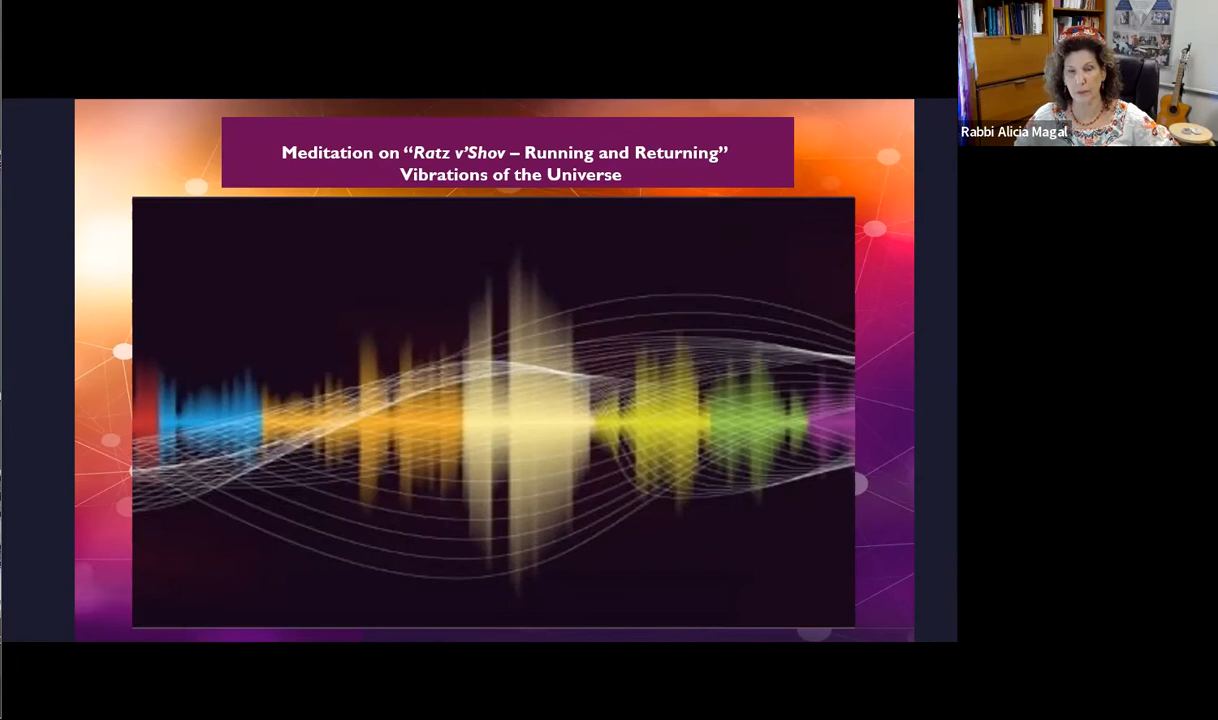 Meditation on “Ratz v’Shov – Running and Returning”
Vibrations of the Universe
Rabbi Alicia Magal